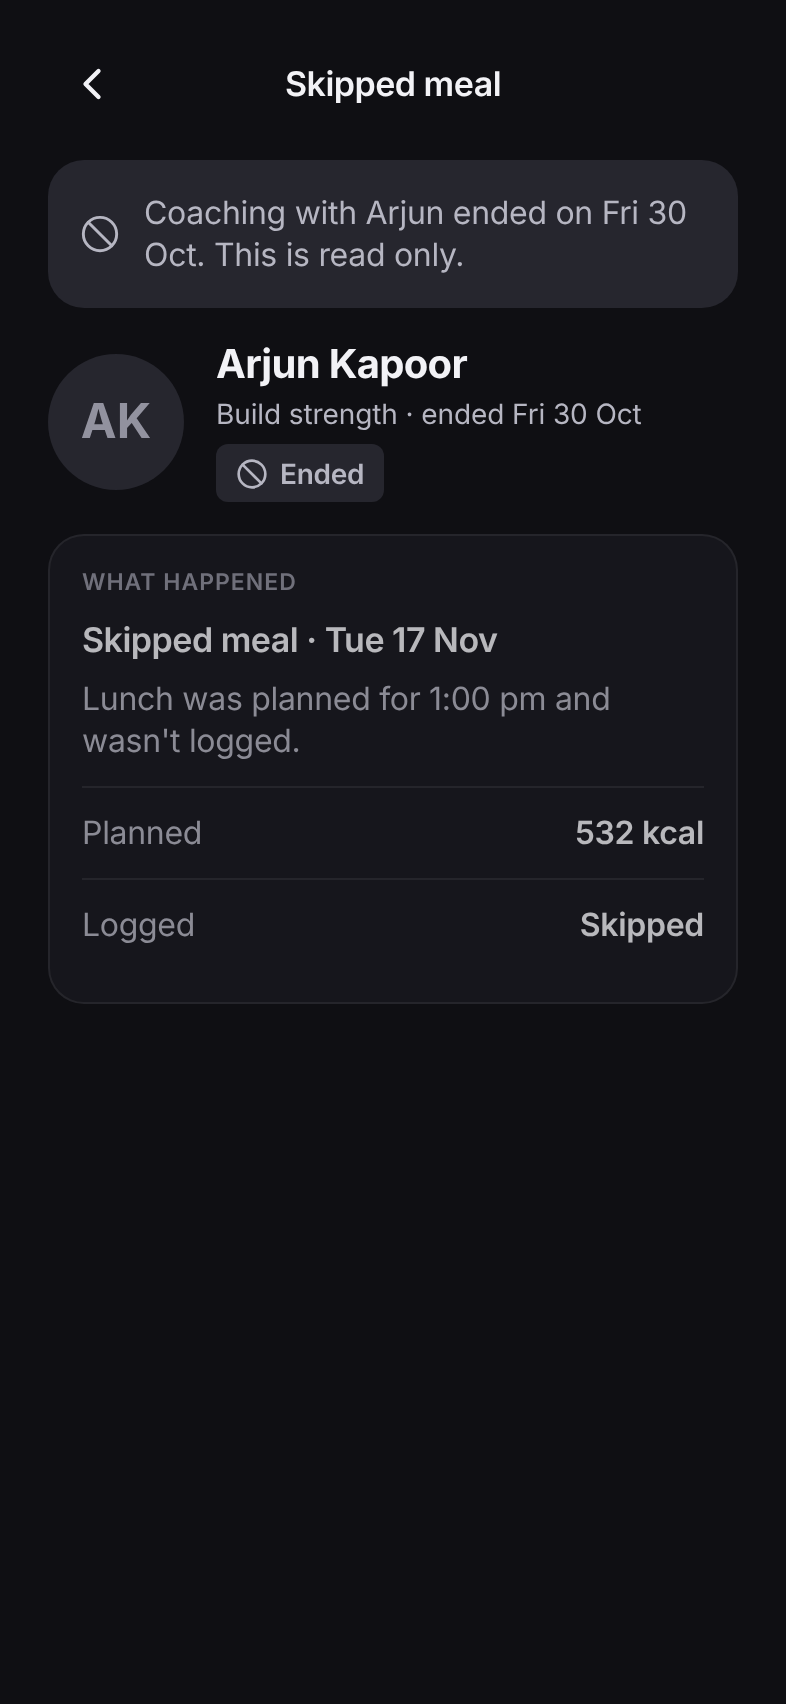 Skipped meal
Coaching with Arjun ended on Fri 30
Oct. This is read only.
AK
Arjun Kapoor
Build strength · ended Fri 30 Oct
Ended
WHAT HAPPENED
Skipped meal · Tue 17 Nov
Lunch was planned for 1:00 pm and
wasn't logged.
Planned 532 kcal
Logged Skipped